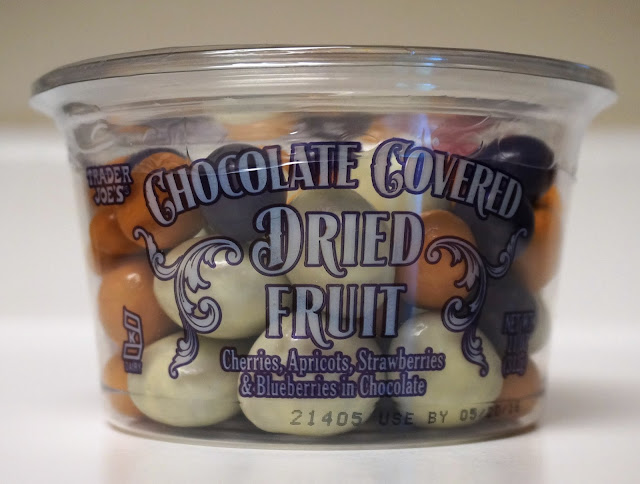 TRADER
JOE'S
CHOCOLATE COVERED
DRIED
FRUIT
Cherries, Apricots, Strawberries
& Blueberries in Chocolate
21405 USE BY